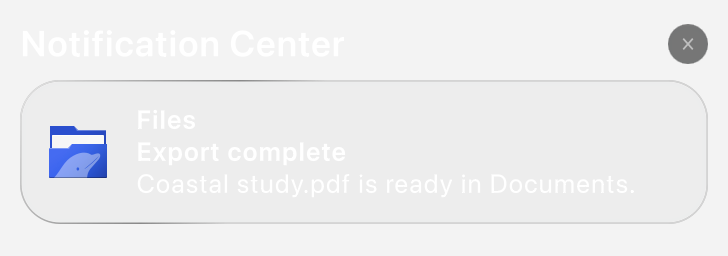 Notification Center
Files
Export complete
Coastal study.pdf is ready in Documents.